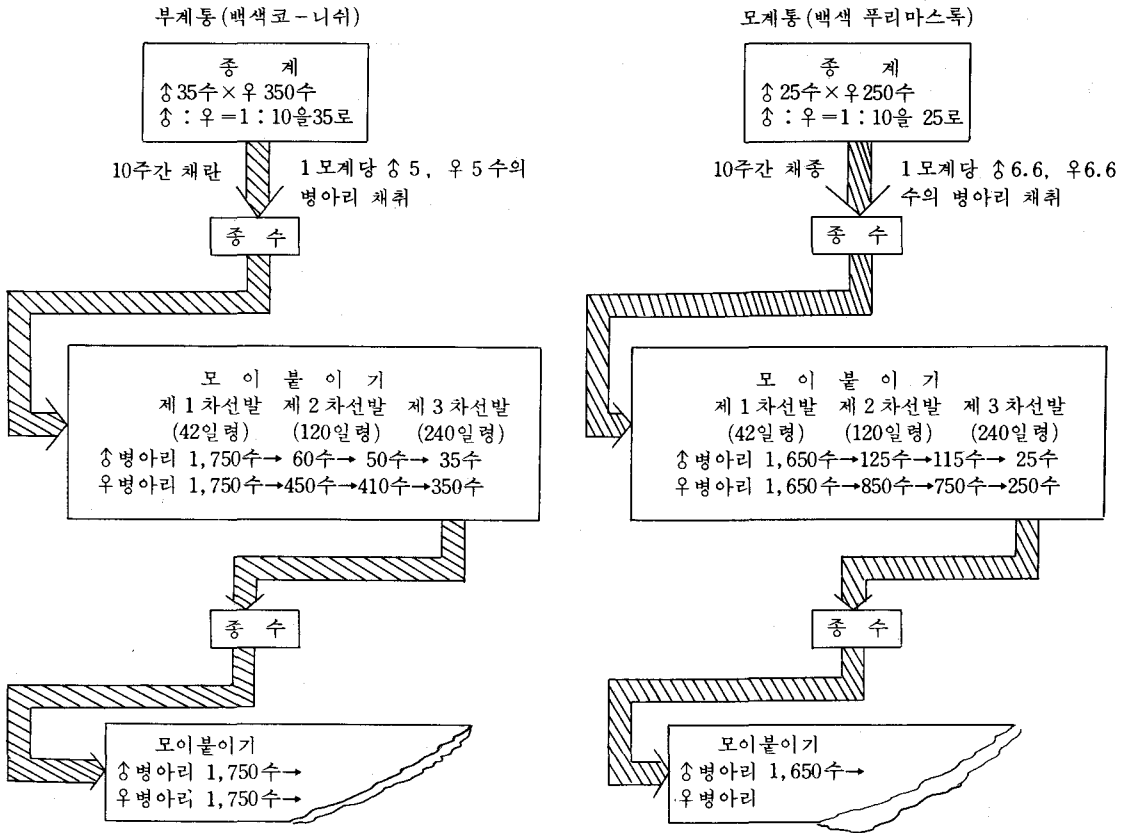 부계통(백색코-니쉬)
종 계
♂35수×우 350수
♂:우=1:10을35로
10주간 채란
1모계당 ♂5, 우5수의
병아리 채취
종 수
모 이 붙 이 기
제1차선발 제2차선발 제3차선발
(42일령) (120일령) (240일령)
♂병아리 1,750수→ 60수→ 50수→ 35수
우병아리 1,750수→450수→410수→350수
종 수
모이붙이기
♂병아리 1,750수→
우병아리 1,750수→
모계통(백색 푸리마스록)
종 계
♂25수×우250수
♂:우=1:10을 25로
10주간 채종
1모계당 ♂6.6, 우6.6
수의 병아리 채취
종 수
모 이 붙 이 기
제1차선발 제2차선발 제3차선발
(42일령) (120일령) (240일령)
♂병아리 1,650수→125수→115수→ 25수
우병아리 1,650수→850수→750수→250수
종 수
모이붙이기
♂병아리 1,650수→
우병아리